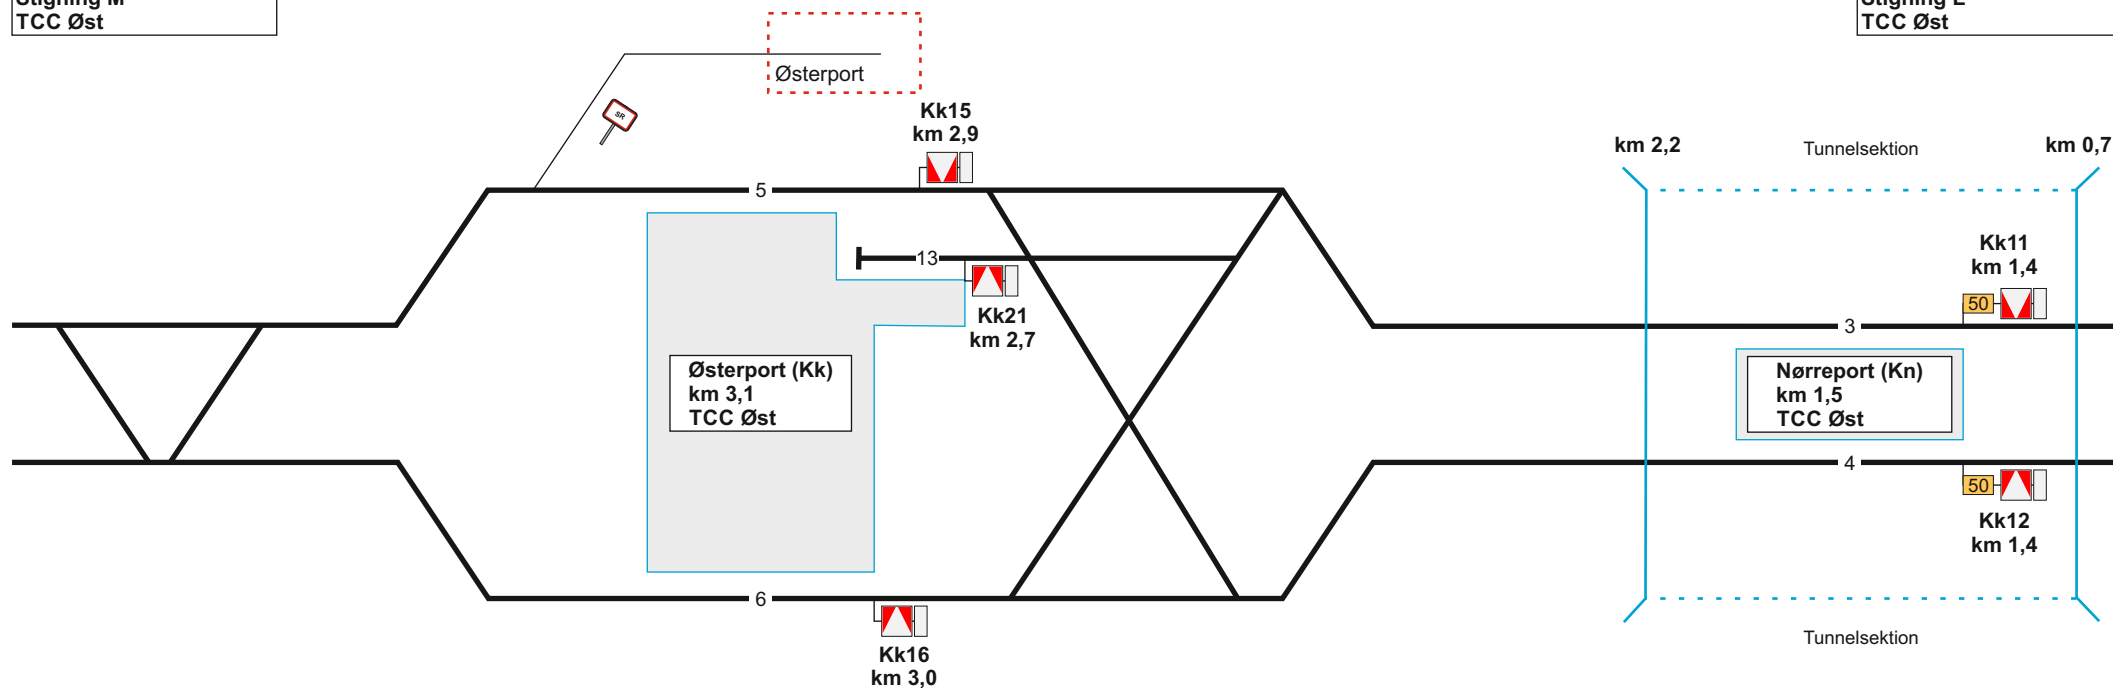 TCC Øst
TCC Øst
Østerport
SR
Kk15
km 2,9
km 2,2
Tunnelsektion
km 0,7
5
13
Kk21
km 2,7
Kk11
km 1,4
50
3
Østerport (Kk)
km 3,1
TCC Øst
Nørreport (Kn)
km 1,5
TCC Øst
4
50
Kk12
km 1,4
6
Kk16
km 3,0
Tunnelsektion